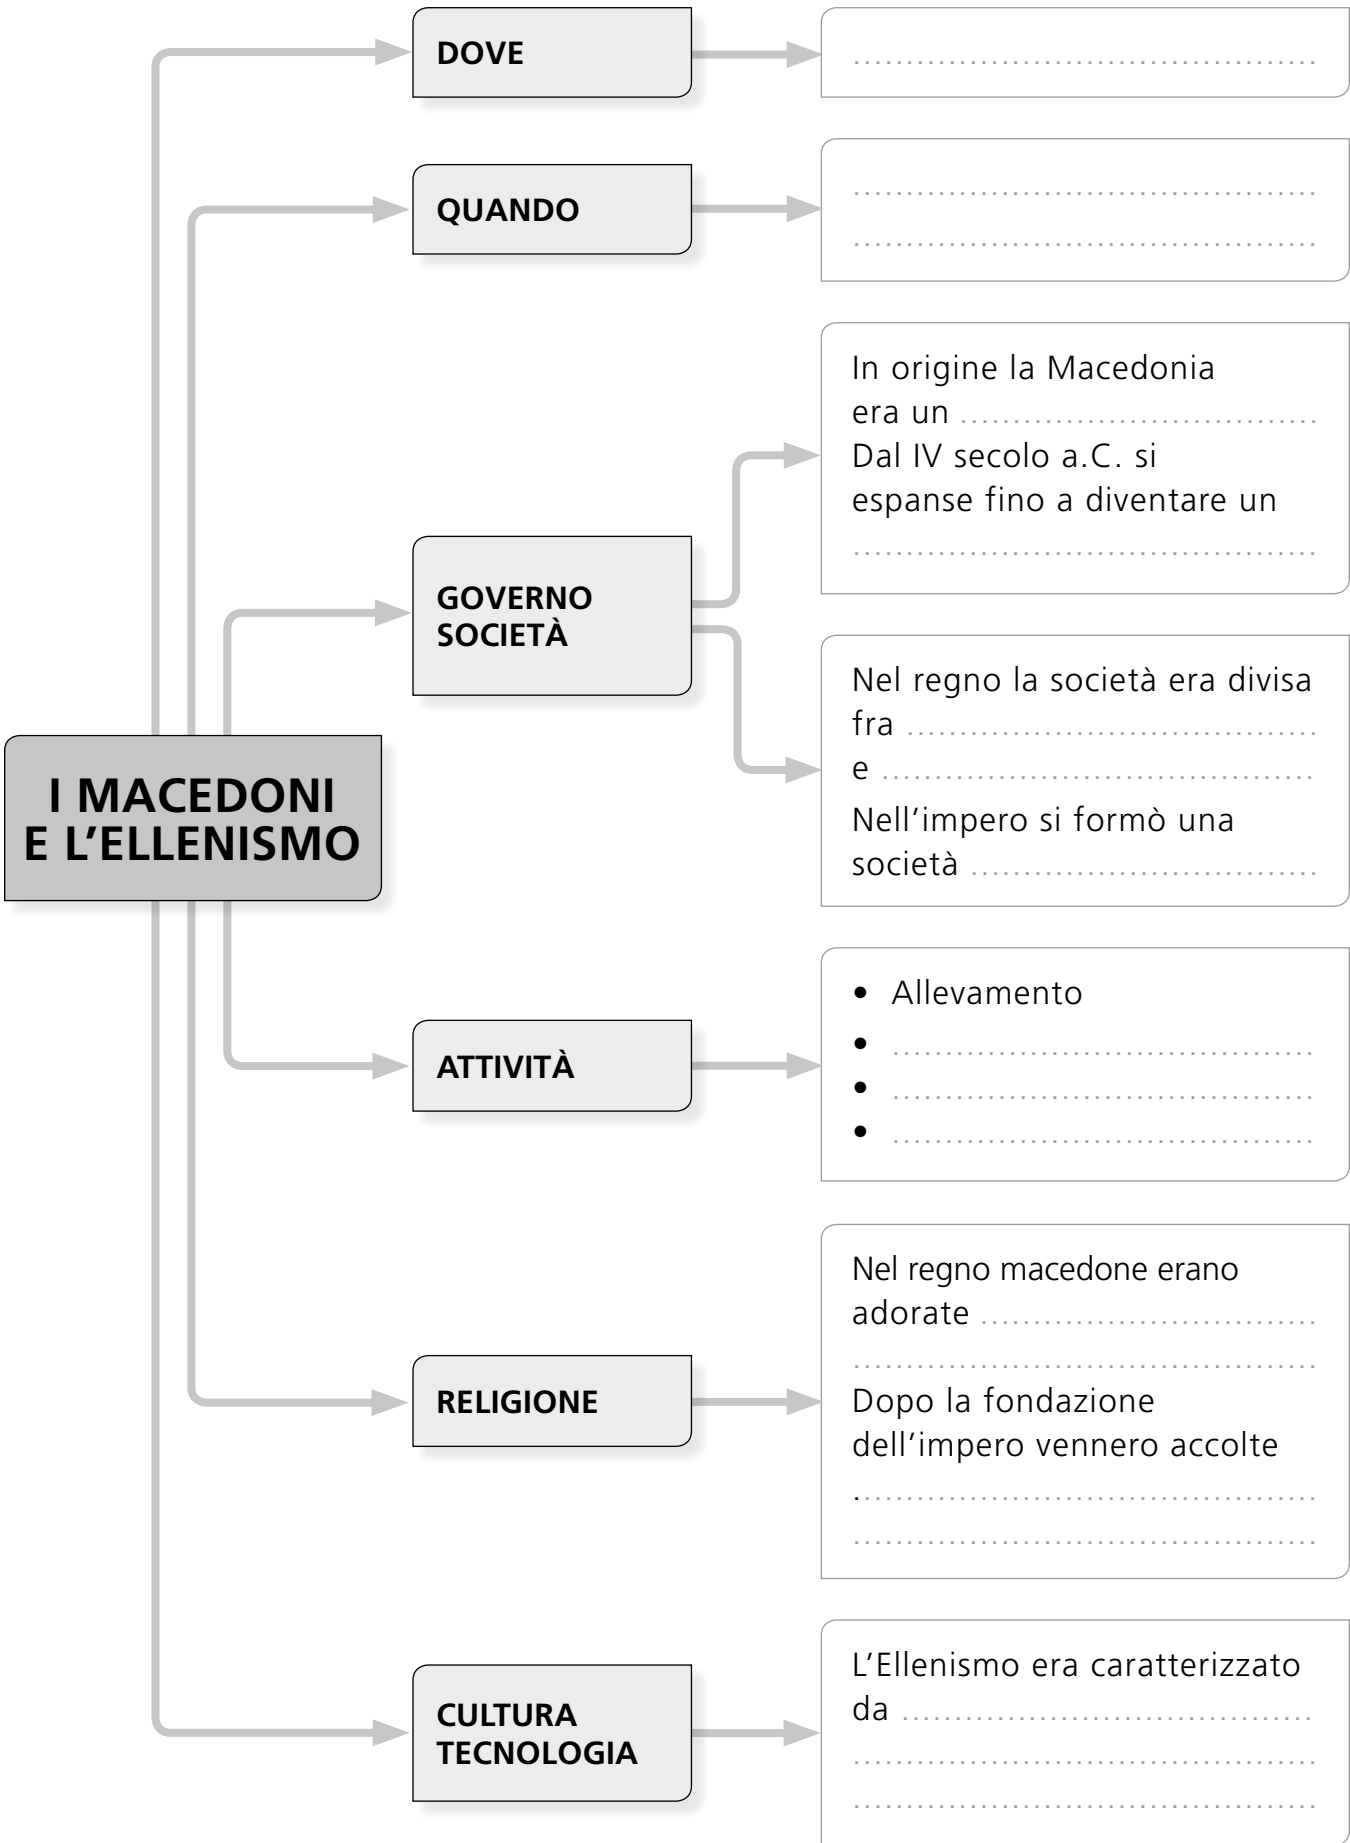 DOVE
......................................................
QUANDO
......................................................
......................................................
In origine la Macedonia
era un ..........................................
Dal IV secolo a.C. si
espanse fino a diventare un
......................................................
GOVERNO
SOCIETÀ
Nel regno la società era divisa
fra ................................................
e ..................................................
Nell’impero si formò una
società .........................................
I MACEDONI
E L’ELLENISMO
• Allevamento
• .................................................
• .................................................
• .................................................
ATTIVITÀ
Nel regno macedone erano
adorate .......................................
......................................................
Dopo la fondazione
dell’impero vennero accolte
......................................................
......................................................
RELIGIONE
L’Ellenismo era caratterizzato
da ................................................
......................................................
......................................................
CULTURA
TECNOLOGIA